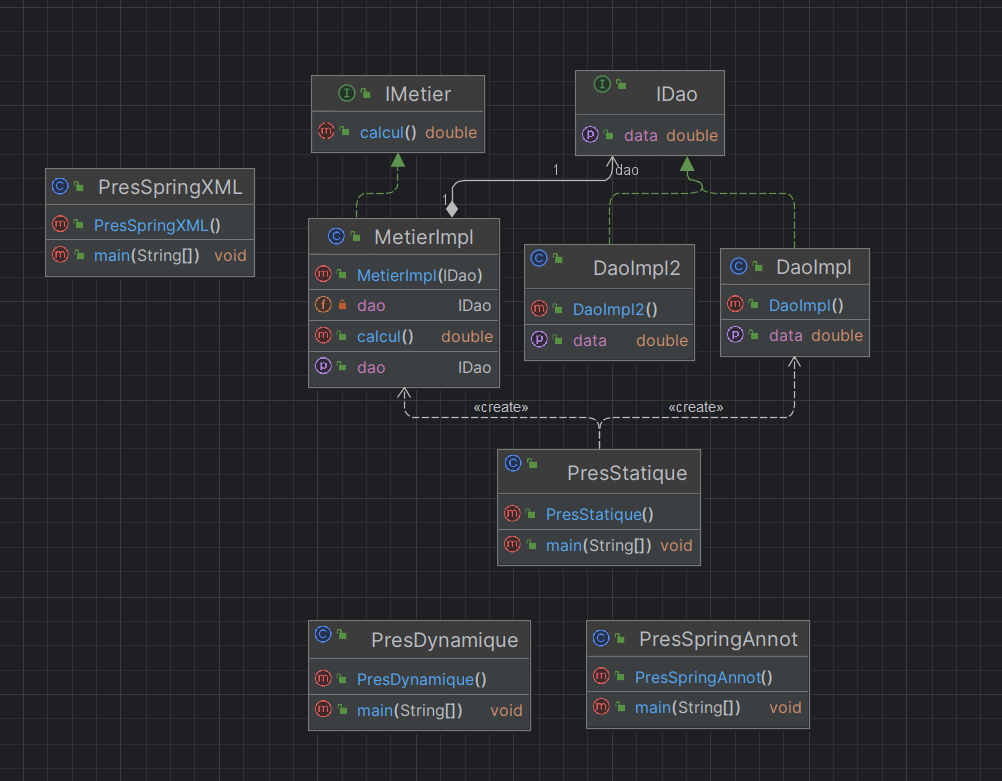 IMetier
calcul() double
IDao
data double
1
dao
1
PresSpringXML
PresSpringXML()
main(String[]) void
MetierImpl
MetierImpl(IDao)
dao IDao
calcul() double
dao IDao
DaoImpl2
DaoImpl2()
data double
DaoImpl
DaoImpl()
data double
«create»
«create»
PresStatique
PresStatique()
main(String[]) void
PresDynamique
PresDynamique()
main(String[]) void
PresSpringAnnot
PresSpringAnnot()
main(String[]) void